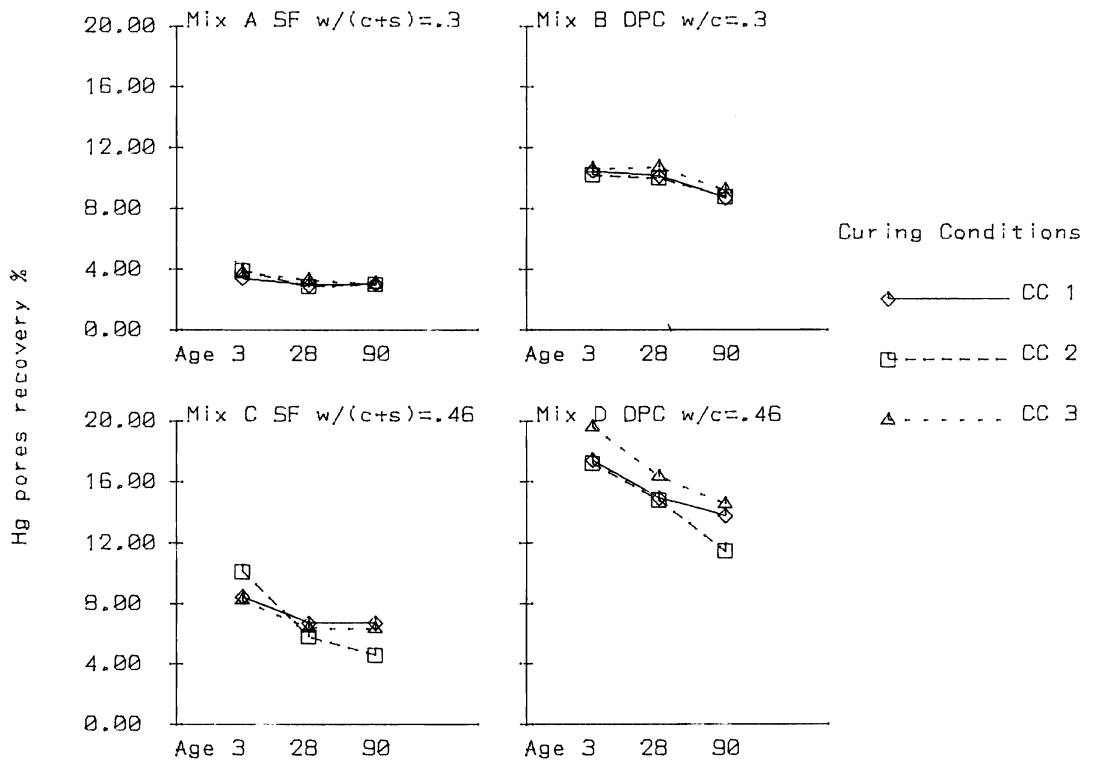 Hg pores recovery %
Mix A SF w/(c+s)=.3
20.00
16.00
12.00
8.00
4.00
0.00
Age 3 28 90
Mix B DPC w/c=.3
Age 3 28 90
Mix C SF w/(c+s)=.46
20.00
16.00
12.00
8.00
4.00
0.00
Age 3 28 90
Mix D DPC w/c=.46
Age 3 28 90
Curing Conditions
CC 1
CC 2
CC 3